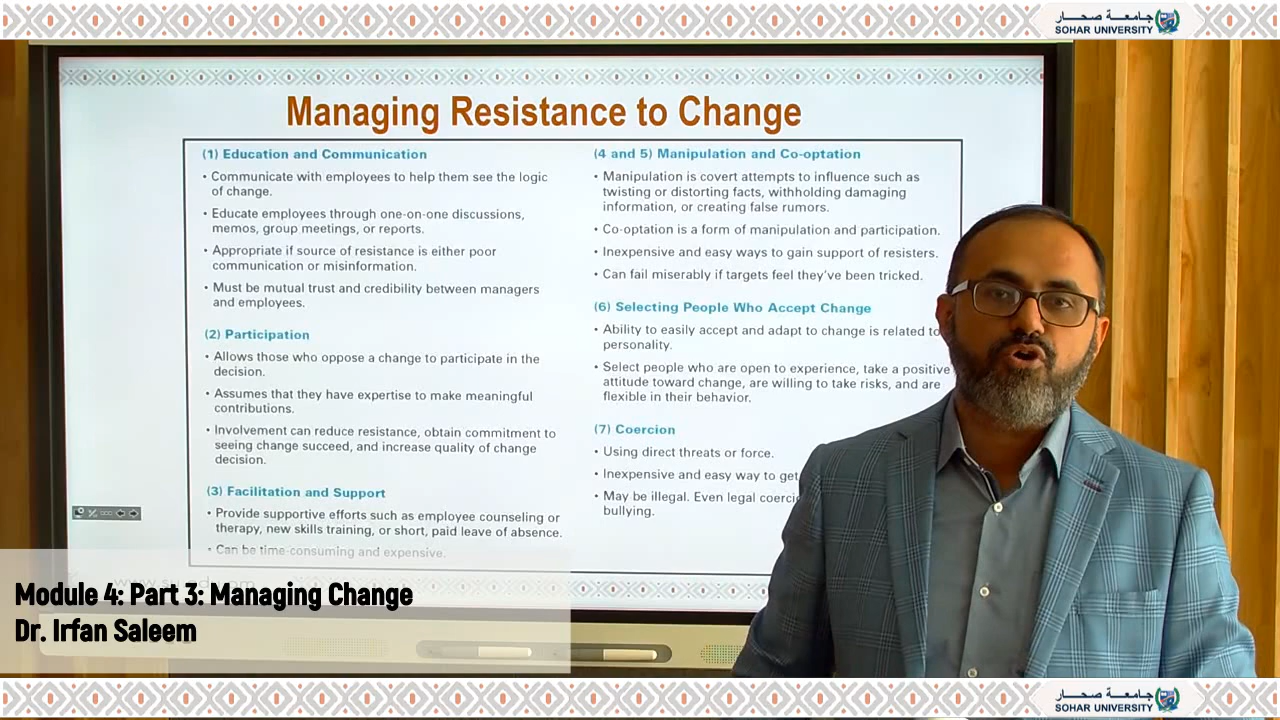 جامعة صحار
SOHAR UNIVERSITY
Managing Resistance to Change
(1) Education and Communication
• Communicate with employees to help them see the logic
of change.
• Educate employees through one-on-one discussions,
memos, group meetings, or reports.
• Appropriate if source of resistance is either poor
communication or misinformation.
• Must be mutual trust and credibility between managers
and employees.
(2) Participation
• Allows those who oppose a change to participate in the
decision.
• Assumes that they have expertise to make meaningful
contributions.
• Involvement can reduce resistance, obtain commitment to
seeing change succeed, and increase quality of change
decision.
(3) Facilitation and Support
• Provide supportive efforts such as employee counseling or
therapy, new skills training, or short, paid leave of absence.
• Can be time-consuming and expensive.
(4 and 5) Manipulation and Co-optation
• Manipulation is covert attempts to influence such as
twisting or distorting facts, withholding damaging
information, or creating false rumors.
• Co-optation is a form of manipulation and participation.
• Inexpensive and easy ways to gain support of resisters.
• Can fail miserably if targets feel they've been tricked.
(6) Selecting People Who Accept Change
• Ability to easily accept and adapt to change is related to
personality.
• Select people who are open to experience, take a positive
attitude toward change, are willing to take risks, and are
flexible in their behavior.
(7) Coercion
• Using direct threats or force.
• Inexpensive and easy way to get
• May be illegal. Even legal
bullying.
Module 4: Part 3: Managing Change
Dr. Irfan Saleem
جامعة صحار
SOHAR UNIVERSITY